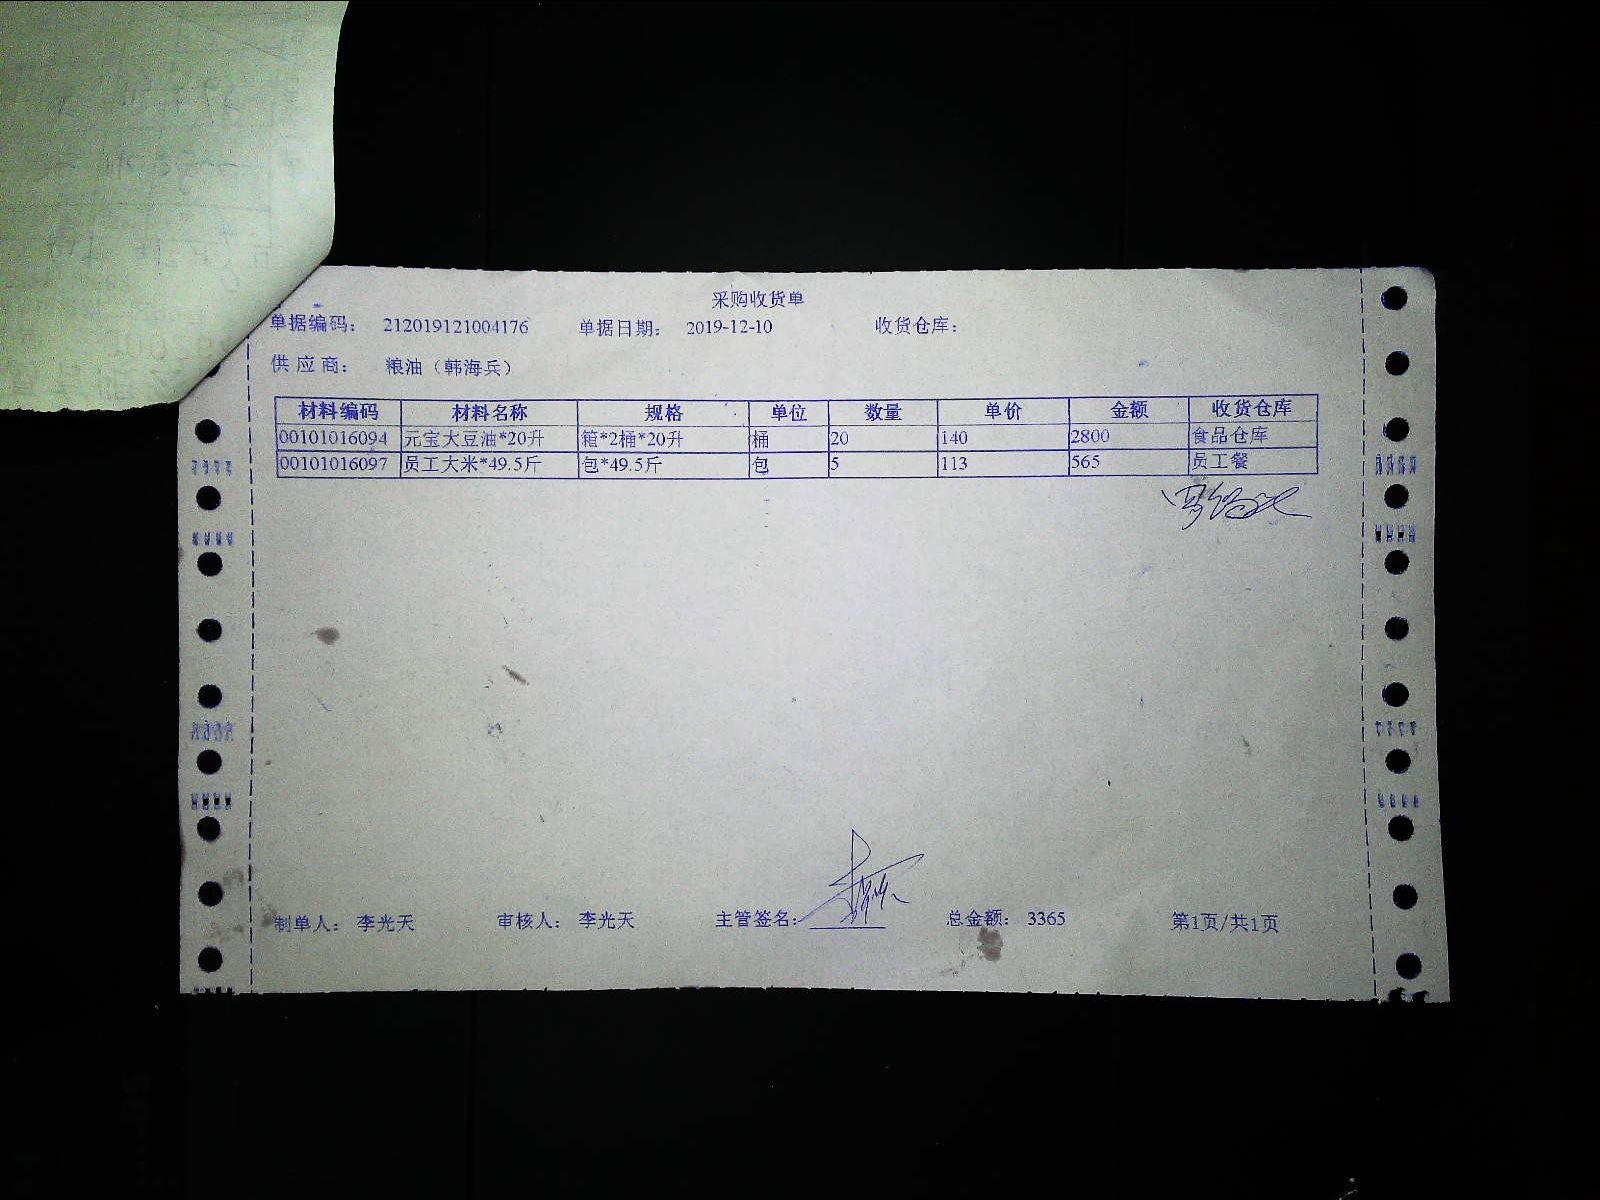 采购收货单
单据编码： 212019121004176 单据日期： 2019-12-10 收货仓库：
供应商： 粮油（韩海兵）
材料编码 材料名称 规格 单位 数量 单价 金额 收货仓库
00101016094 元宝大豆油*20升 箱*2桶*20升 桶 20 140 2800 食品仓库
00101016097 员工大米*49.5斤 包*49.5斤 包 5 113 565 员工餐
制单人： 李光天 审核人： 李光天 主管签名： 总金额： 3365 第1页/共1页